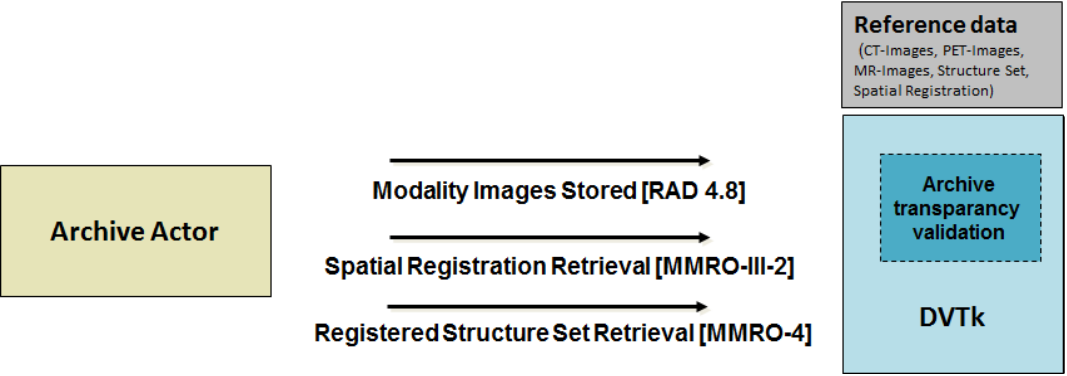 Reference data
(CT-Images, PET-Images,
MR-Images, Structure Set,
Spatial Registration)
Archive Actor
Modality Images Stored [RAD 4.8]
Spatial Registration Retrieval [MMRO-III-2]
Registered Structure Set Retrieval [MMRO-4]
Archive
transparancy
validation
DVTk